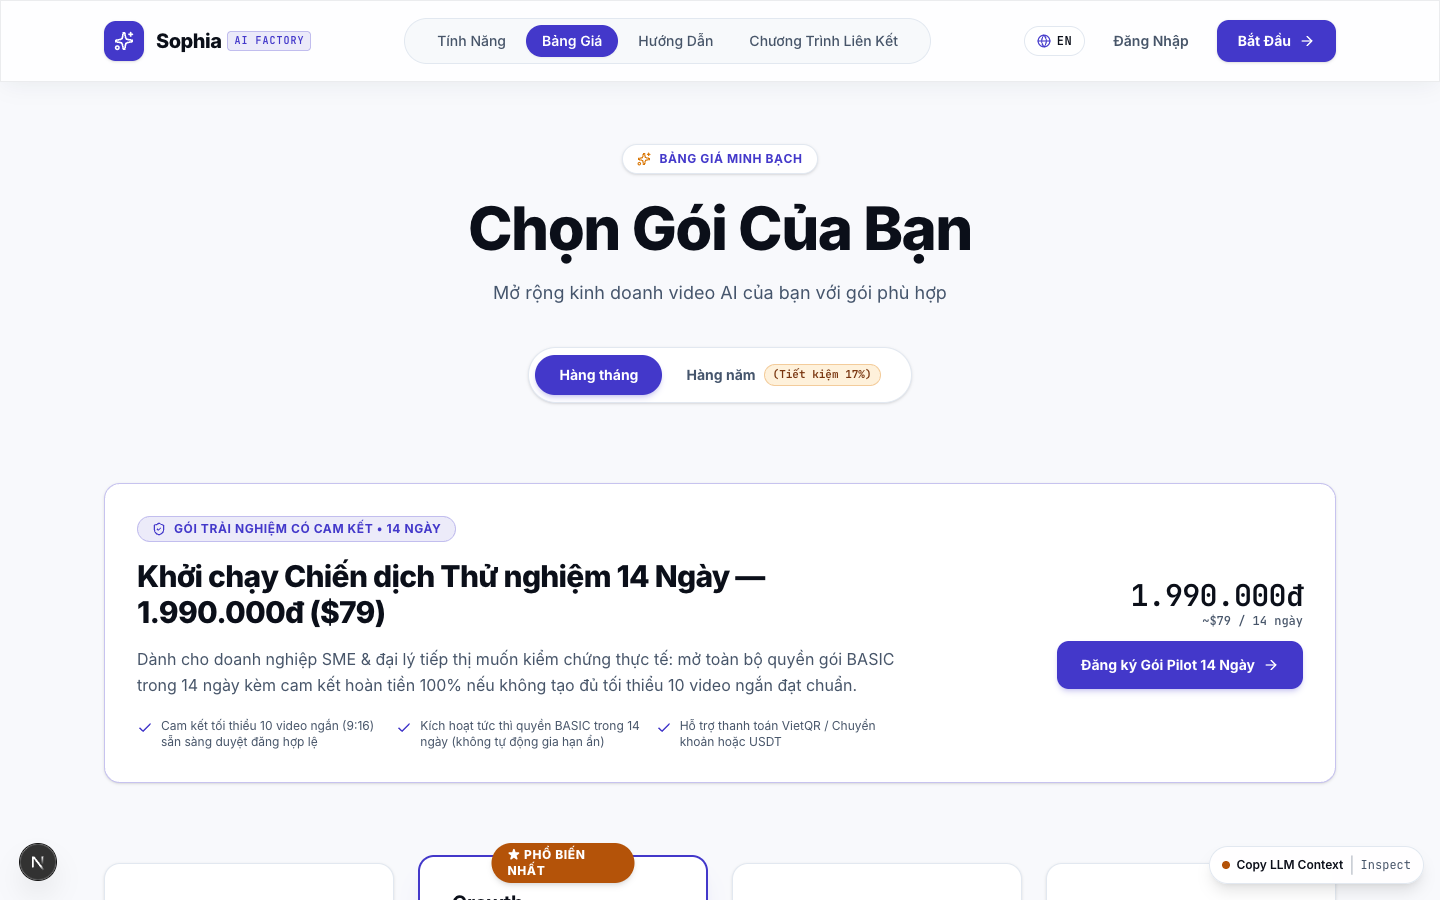 Sophia AI FACTORY
Tính Năng
Bảng Giá
Hướng Dẫn
Chương Trình Liên Kết
EN
Đăng Nhập
Bắt Đầu
BẢNG GIÁ MINH BẠCH
Chọn Gói Của Bạn
Mở rộng kinh doanh video AI của bạn với gói phù hợp
Hàng tháng
Hàng năm (Tiết kiệm 17%)
GÓI TRẢI NGHIỆM CÓ CAM KẾT • 14 NGÀY
Khởi chạy Chiến dịch Thử nghiệm 14 Ngày —
1.990.000đ ($79)
Dành cho doanh nghiệp SME & đại lý tiếp thị muốn kiểm chứng thực tế: mở toàn bộ quyền gói BASIC
trong 14 ngày kèm cam kết hoàn tiền 100% nếu không tạo đủ tối thiểu 10 video ngắn đạt chuẩn.
Cam kết tối thiểu 10 video ngắn (9:16)
sẵn sàng duyệt đăng hợp lệ
Kích hoạt tức thì quyền BASIC trong 14
ngày (không tự động gia hạn ẩn)
Hỗ trợ thanh toán VietQR / Chuyển
khoản hoặc USDT
1.990.000đ
~$79 / 14 ngày
Đăng ký Gói Pilot 14 Ngày
PHỔ BIẾN
NHẤT
Growth
Copy LLM Context
Inspect